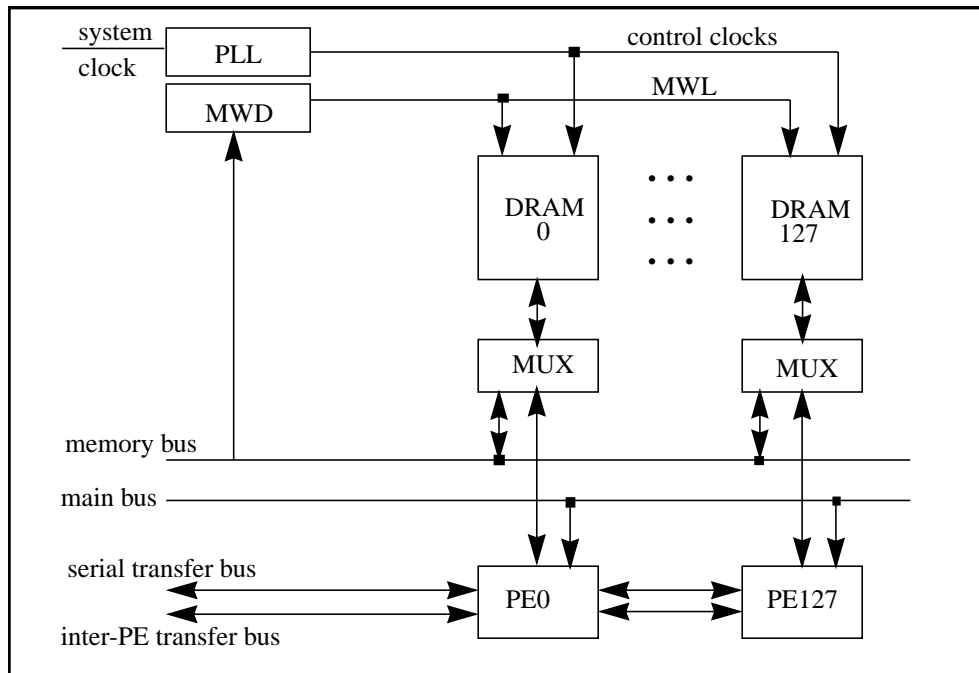 system
clock
PLL
control clocks
MWD
MWL
DRAM
0
DRAM
127
MUX
MUX
memory bus
main bus
serial transfer bus
PE0
PE127
inter-PE transfer bus